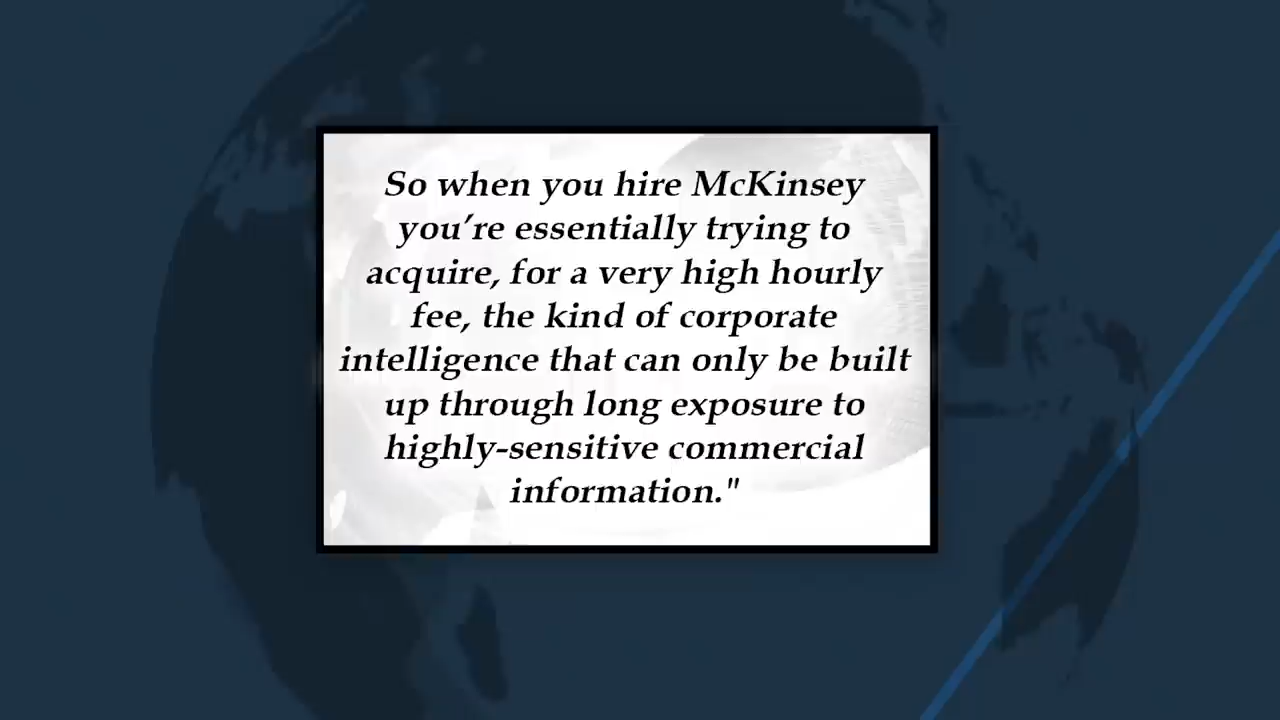 So when you hire McKinsey
you’re essentially trying to
acquire, for a very high hourly
fee, the kind of corporate
intelligence that can only be built
up through long exposure to
highly-sensitive commercial
information."